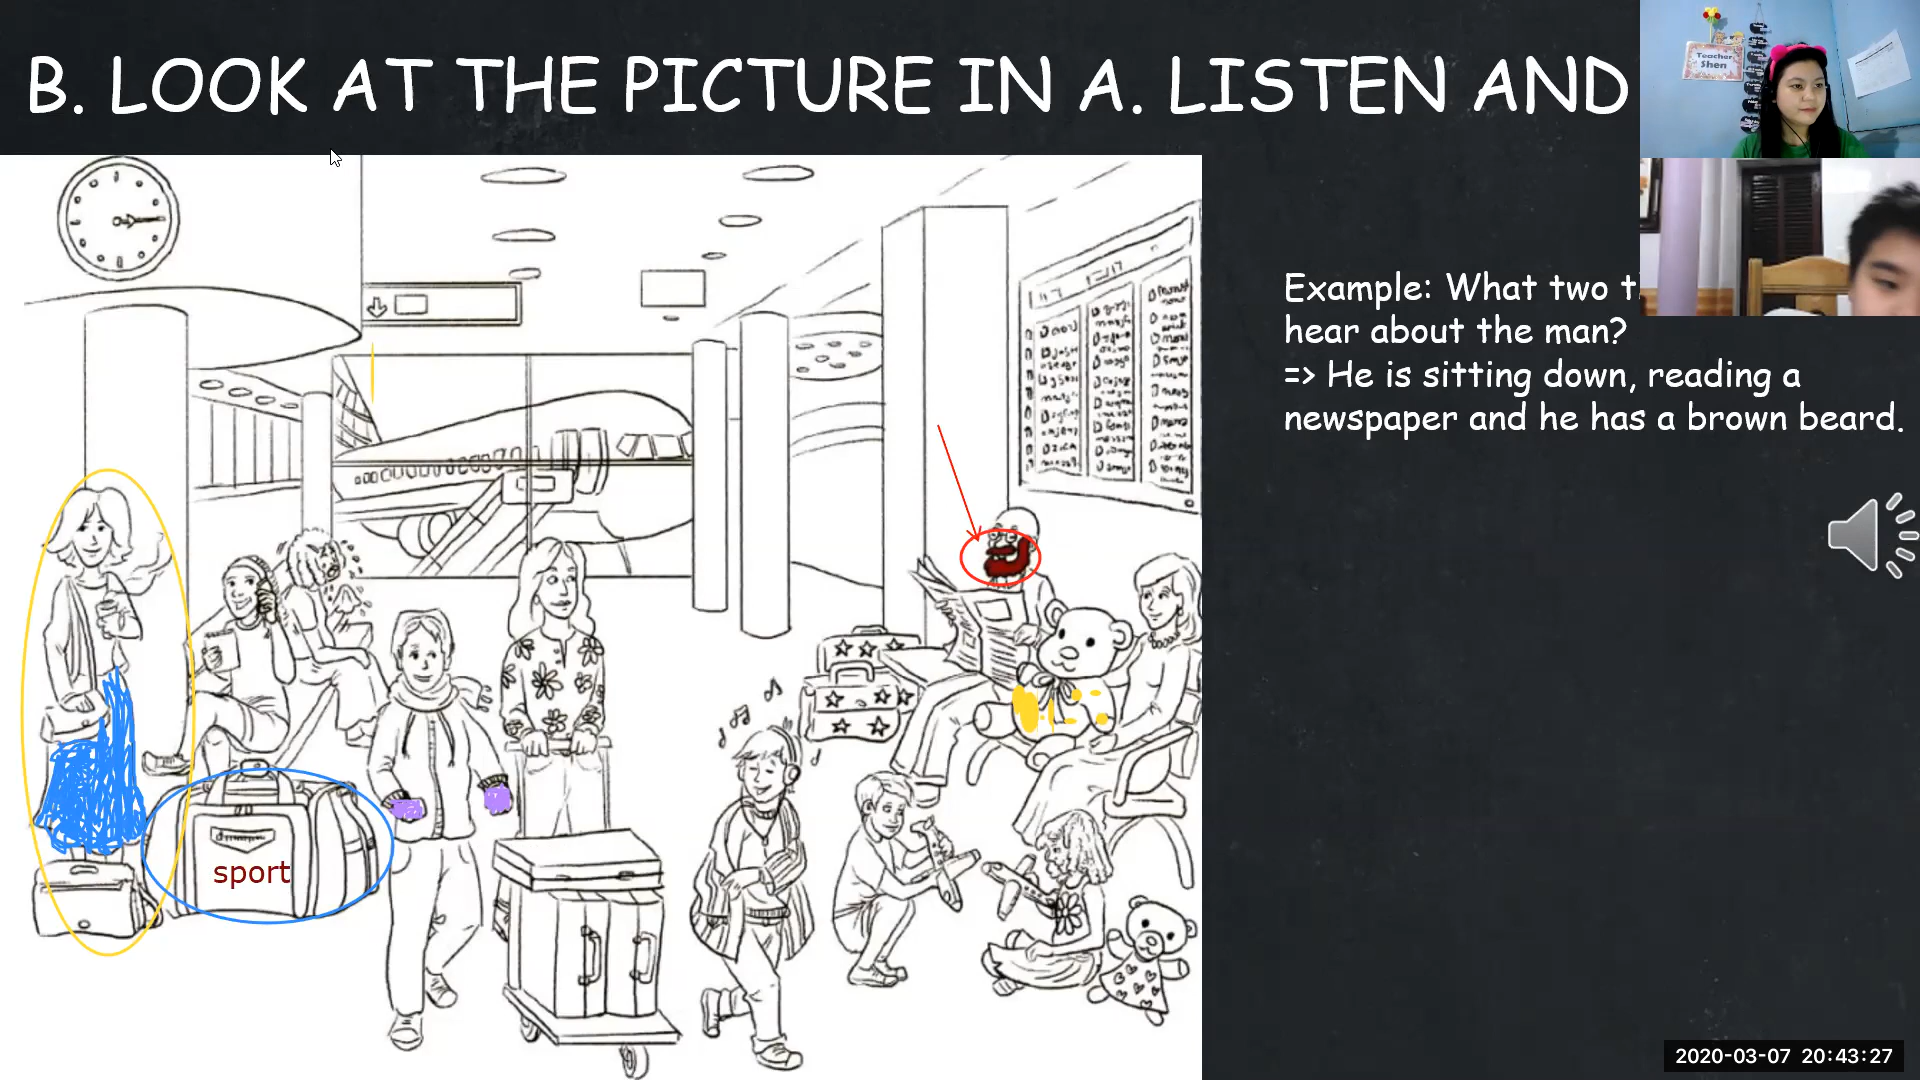 B. LOOK AT THE PICTURE IN A. LISTEN AND
Teacher
Shen
Example: What two
hear about the man?
=> He is sitting down, reading a
newspaper and he has a brown beard.
sport
2020-03-07 20:43:27